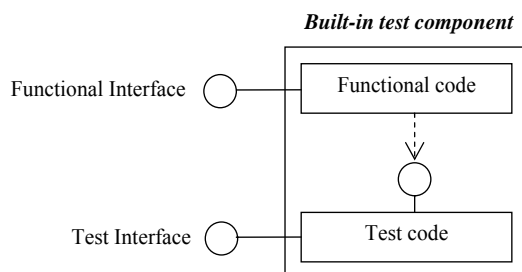 Built-in test component
Functional Interface
Functional code
Test Interface
Test code